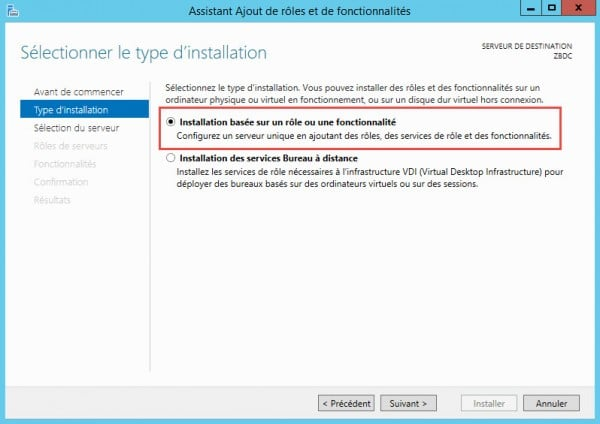 Assistant Ajout de rôles et de fonctionnalités
Sélectionner le type d'installation
SERVEUR DE DESTINATION
ZBDC
Avant de commencer
Type d'installation
Sélection du serveur
Rôles de serveurs
Fonctionnalités
Confirmation
Résultats
Sélectionnez le type d'installation. Vous pouvez installer des rôles et des fonctionnalités sur un
ordinateur physique ou virtuel en fonctionnement, ou sur un disque dur virtuel hors connexion.
Installation basée sur un rôle ou une fonctionnalité
Configurez un serveur unique en ajoutant des rôles, des services de rôle et des fonctionnalités.
Installation des services Bureau à distance
Installez les services de rôle nécessaires à l'infrastructure VDI (Virtual Desktop Infrastructure) pour
déployer des bureaux basés sur des ordinateurs virtuels ou sur des sessions.
< Précédent
Suivant >
Installer
Annuler